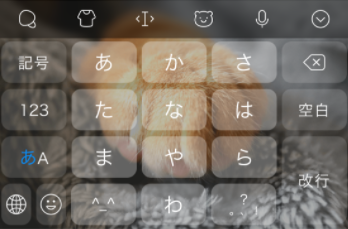 記号 あ か さ
123 た な は 空白
あA ま や ら
^_^ わ 。、?! 改行